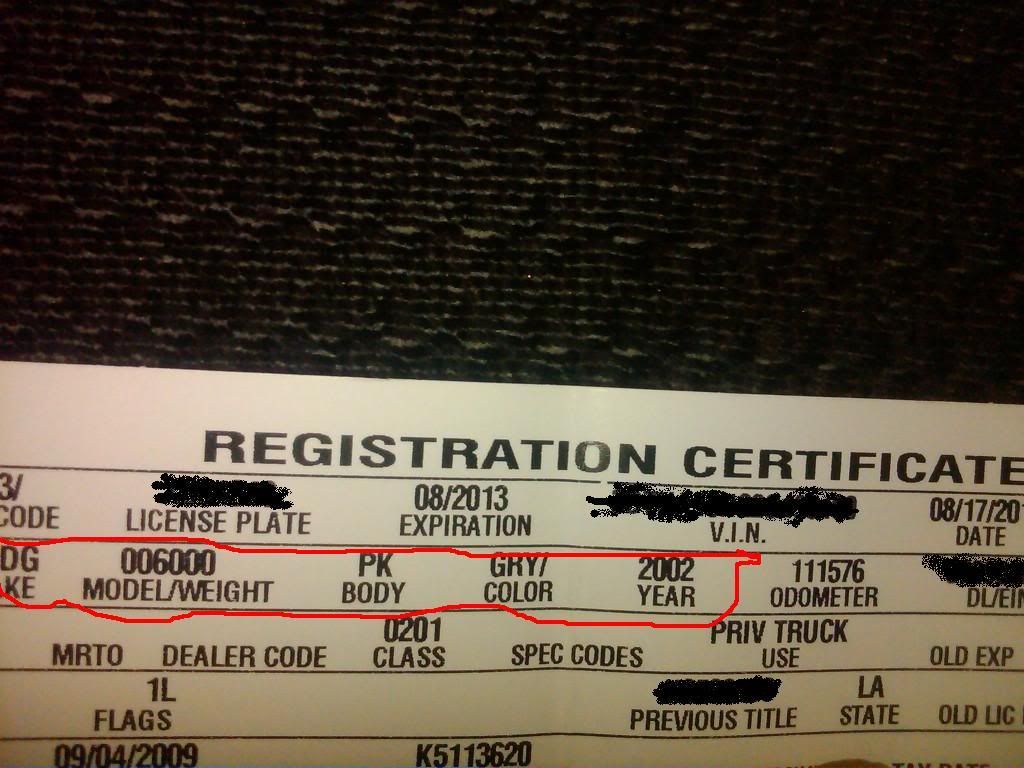 REGISTRATION CERTIFICATE
3/ 08/2013 08/17/201
CODE LICENSE PLATE EXPIRATION V.I.N. DATE
DG 006000 PK GRY/ 2002 111576
KE MODEL/WEIGHT BODY COLOR YEAR ODOMETER DL/EIN
0201 PRIV TRUCK
MRTO DEALER CODE CLASS SPEC CODES USE OLD EXP
1L LA
FLAGS PREVIOUS TITLE STATE OLD LIC
09/04/2009 K5113620